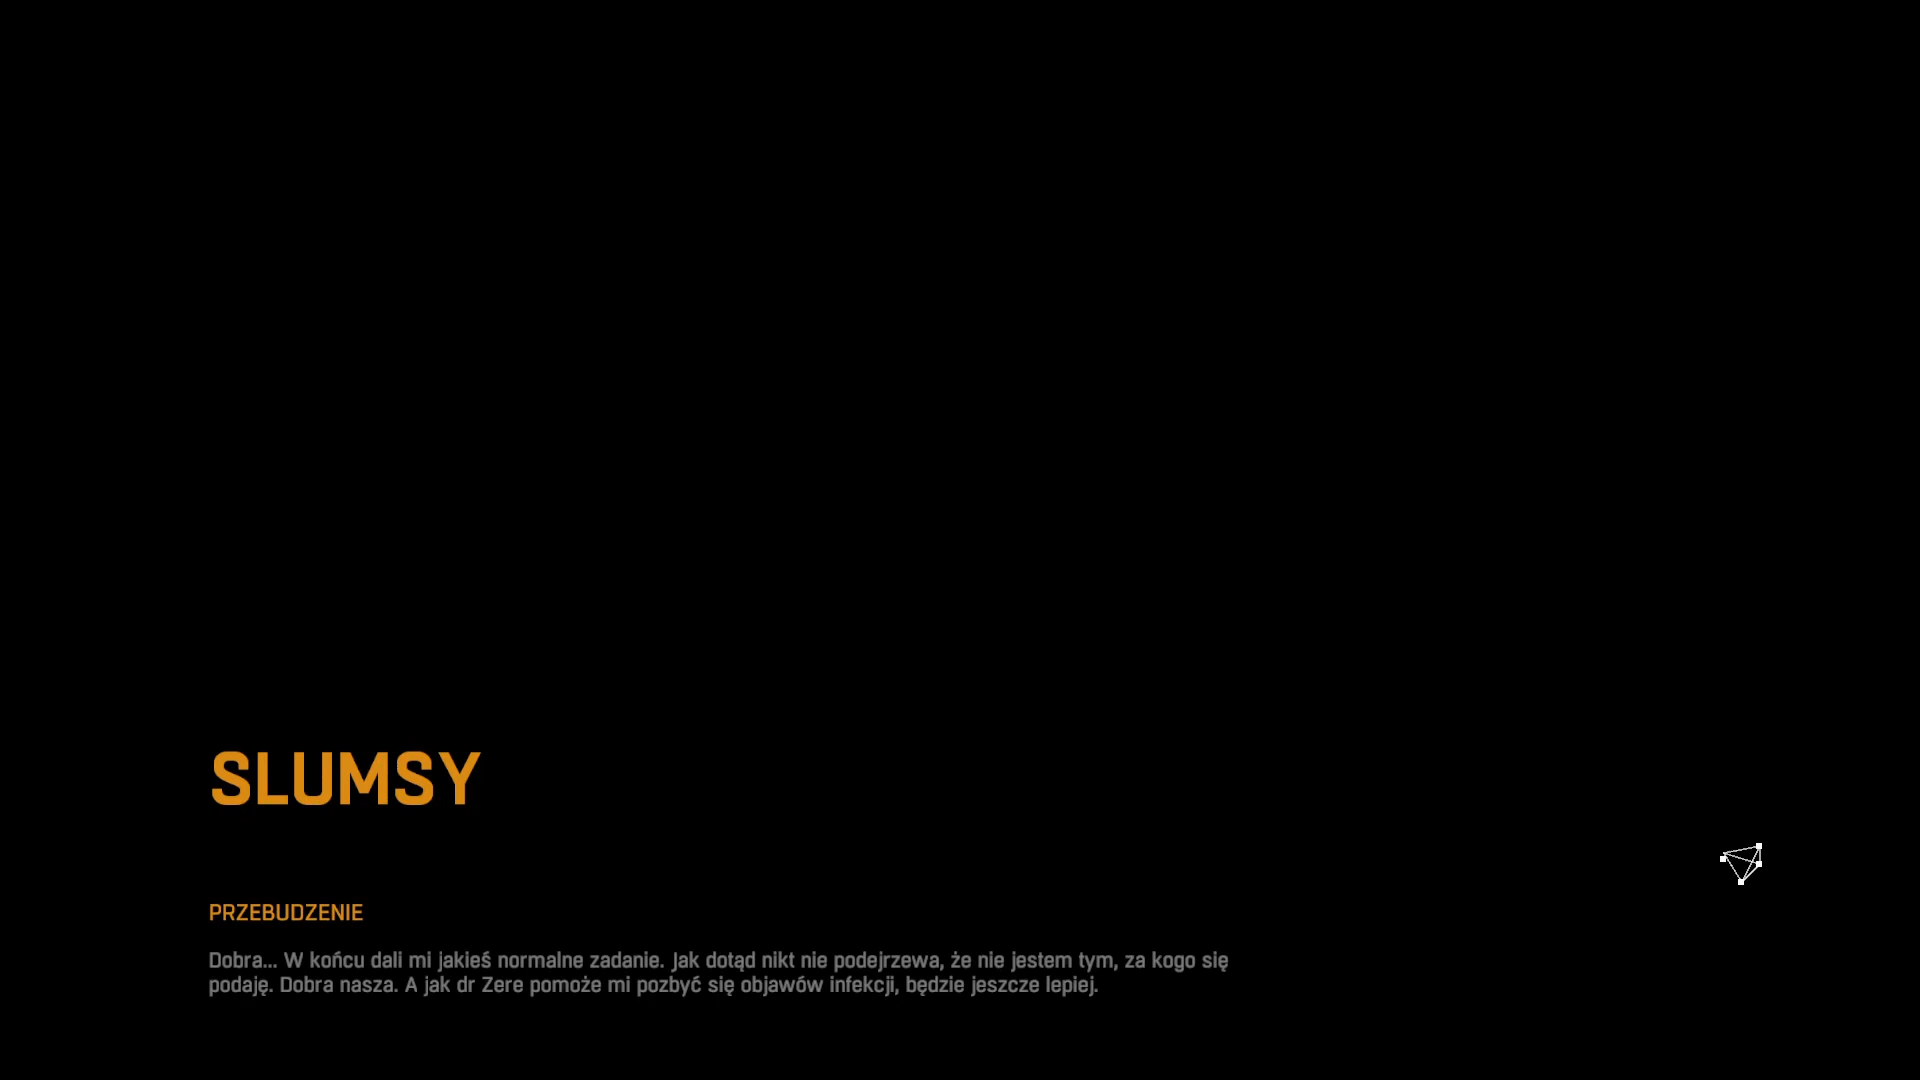 SLUMSY
PRZEBUDZENIE
Dobra... W końcu dali mi jakieś normalne zadanie. Jak dotąd nikt nie podejrzewa, że nie jestem tym, za kogo się
podaję. Dobra nasza. A jak dr Zere pomoże mi pozbyć się objawów infekcji, będzie jeszcze lepiej.